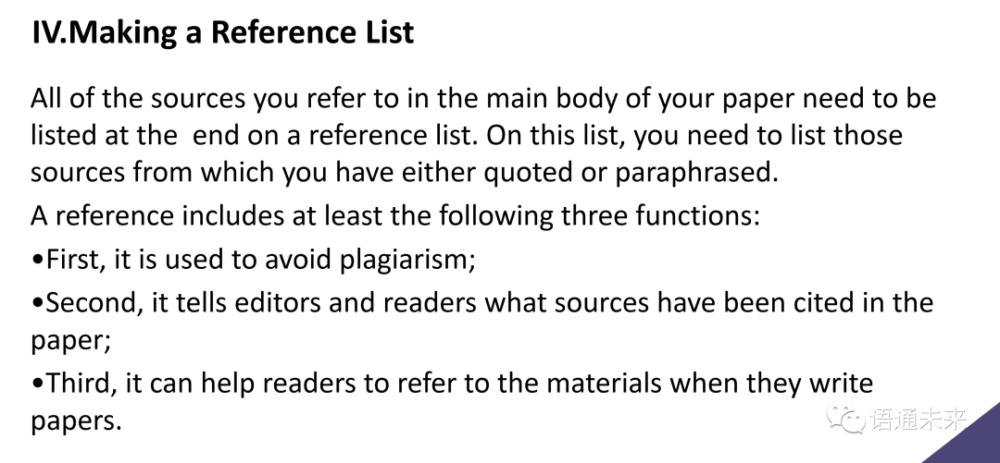 IV.Making a Reference List
All of the sources you refer to in the main body of your paper need to be
listed at the  end on a reference list. On this list, you need to list those
sources from which you have either quoted or paraphrased.
A reference includes at least the following three functions:
•First, it is used to avoid plagiarism;
•Second, it tells editors and readers what sources have been cited in the
paper;
•Third, it can help readers to refer to the materials when they write
papers.
语通未来